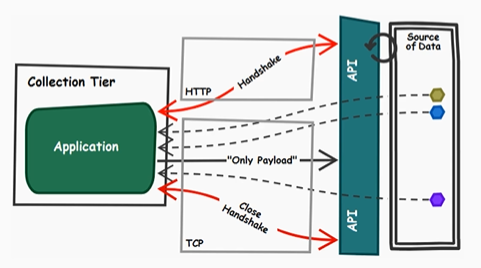 Collection Tier
Application
HTTP
Handshake
"Only Payload"
Close
Handshake
TCP
API
API
Source
of Data